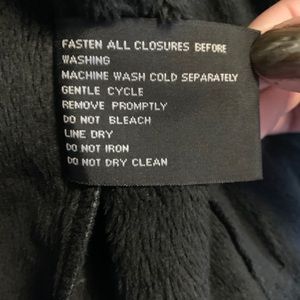 FASTEN ALL CLOSURES BEFORE
WASHING
MACHINE WASH COLD SEPARATELY
GENTLE CYCLE
REMOVE PROMPTLY
DO NOT BLEACH
LINE DRY
DO NOT IRON
DO NOT DRY CLEAN